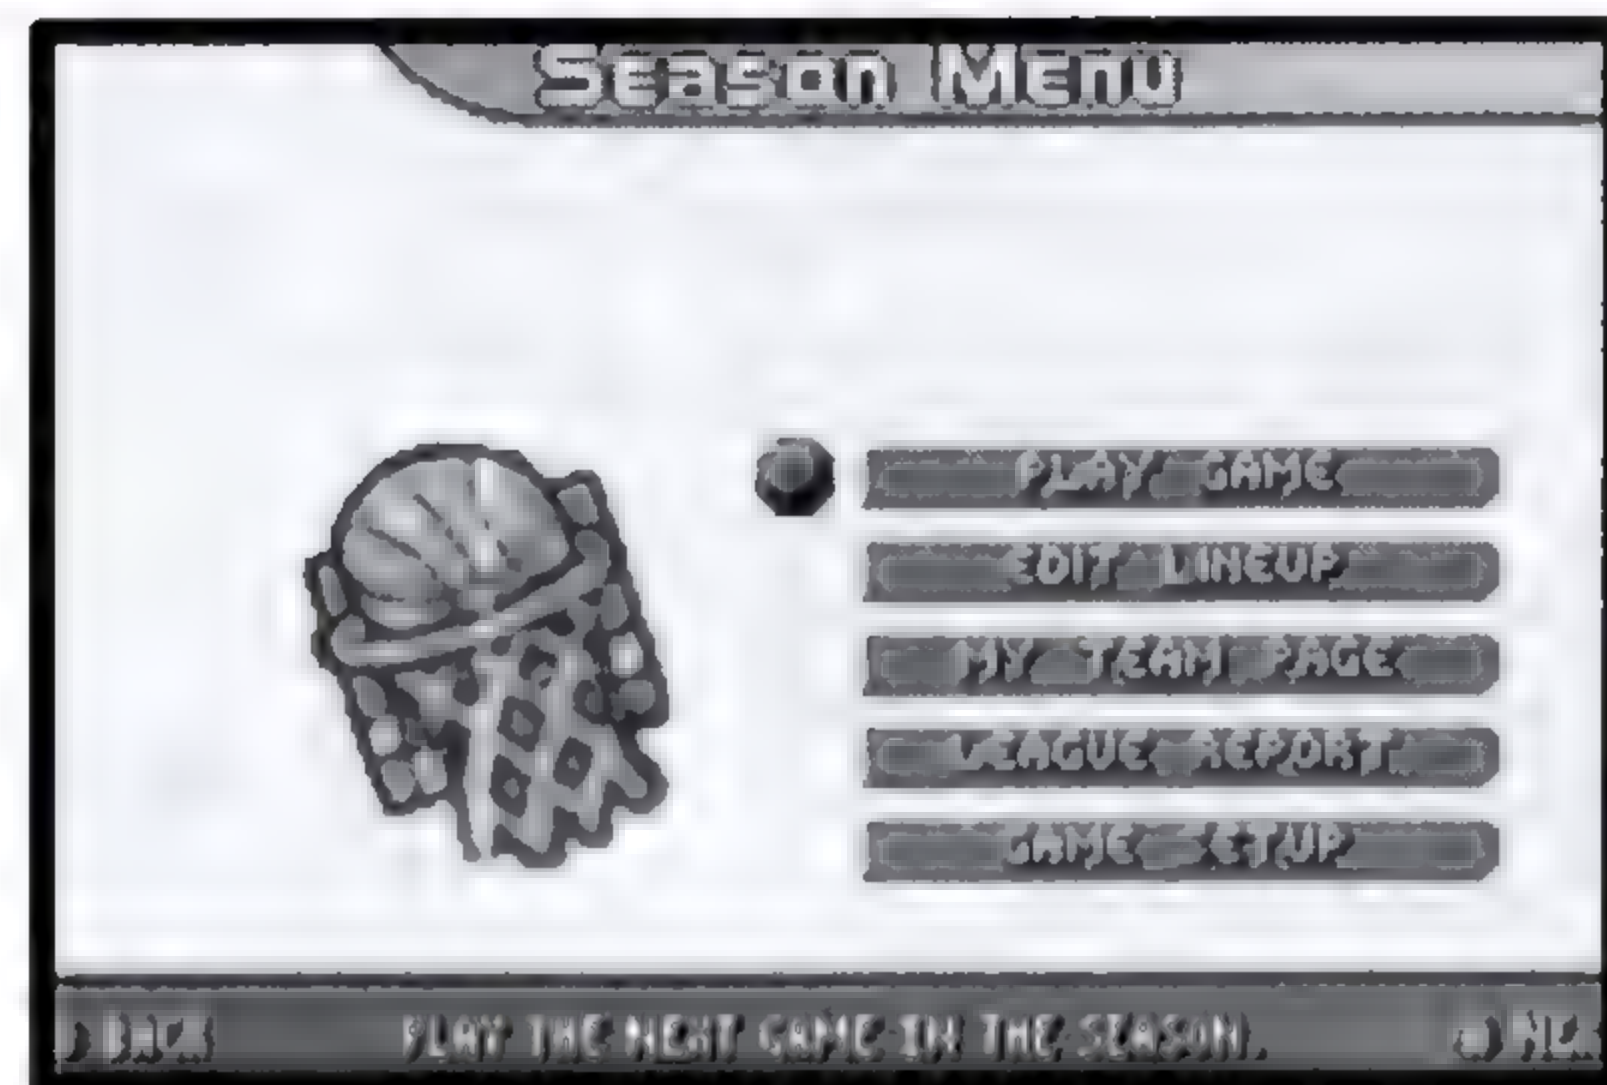 Season Menu
PLAY GAME
EDIT LINEUP
MY TEAM PAGE
LEAGUE REPORT
GAME SETUP
BACK
PLAY THE NEXT GAME IN THE SEASON.